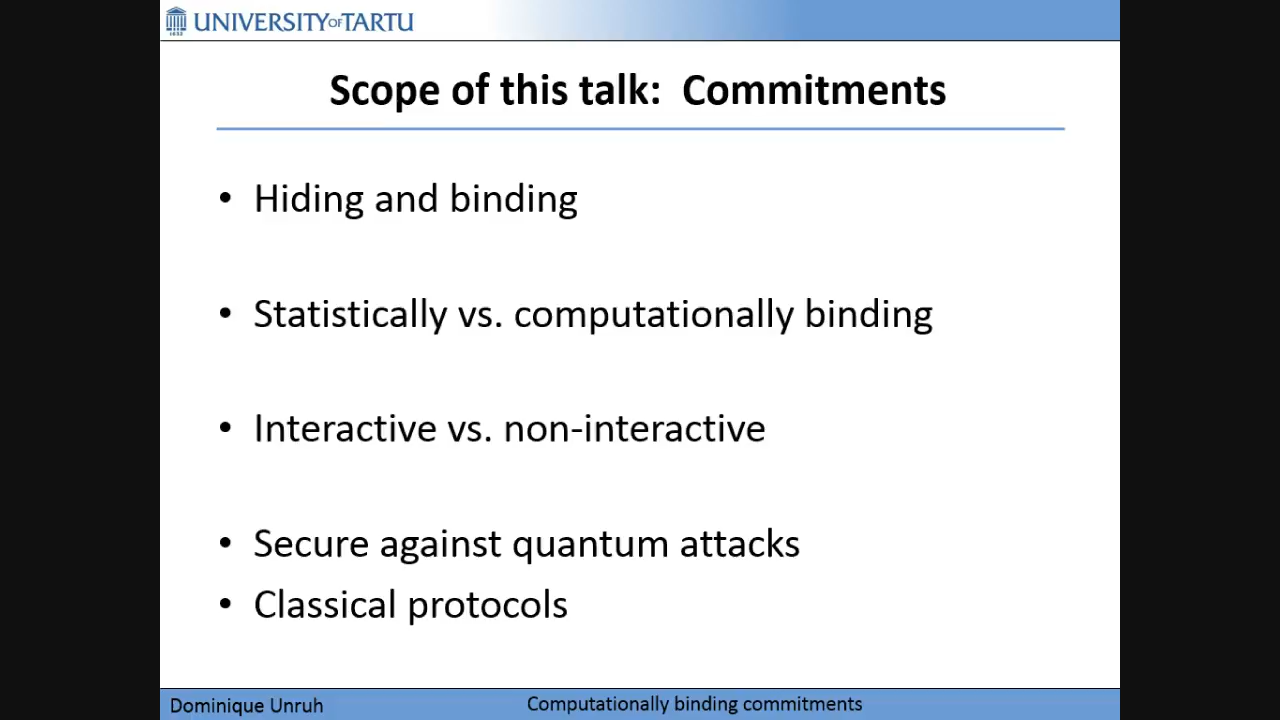 UNIVERSITY OF TARTU
1632
Scope of this talk: Commitments
• Hiding and binding
• Statistically vs. computationally binding
• Interactive vs. non-interactive
• Secure against quantum attacks
• Classical protocols
Dominique Unruh
Computationally binding commitments